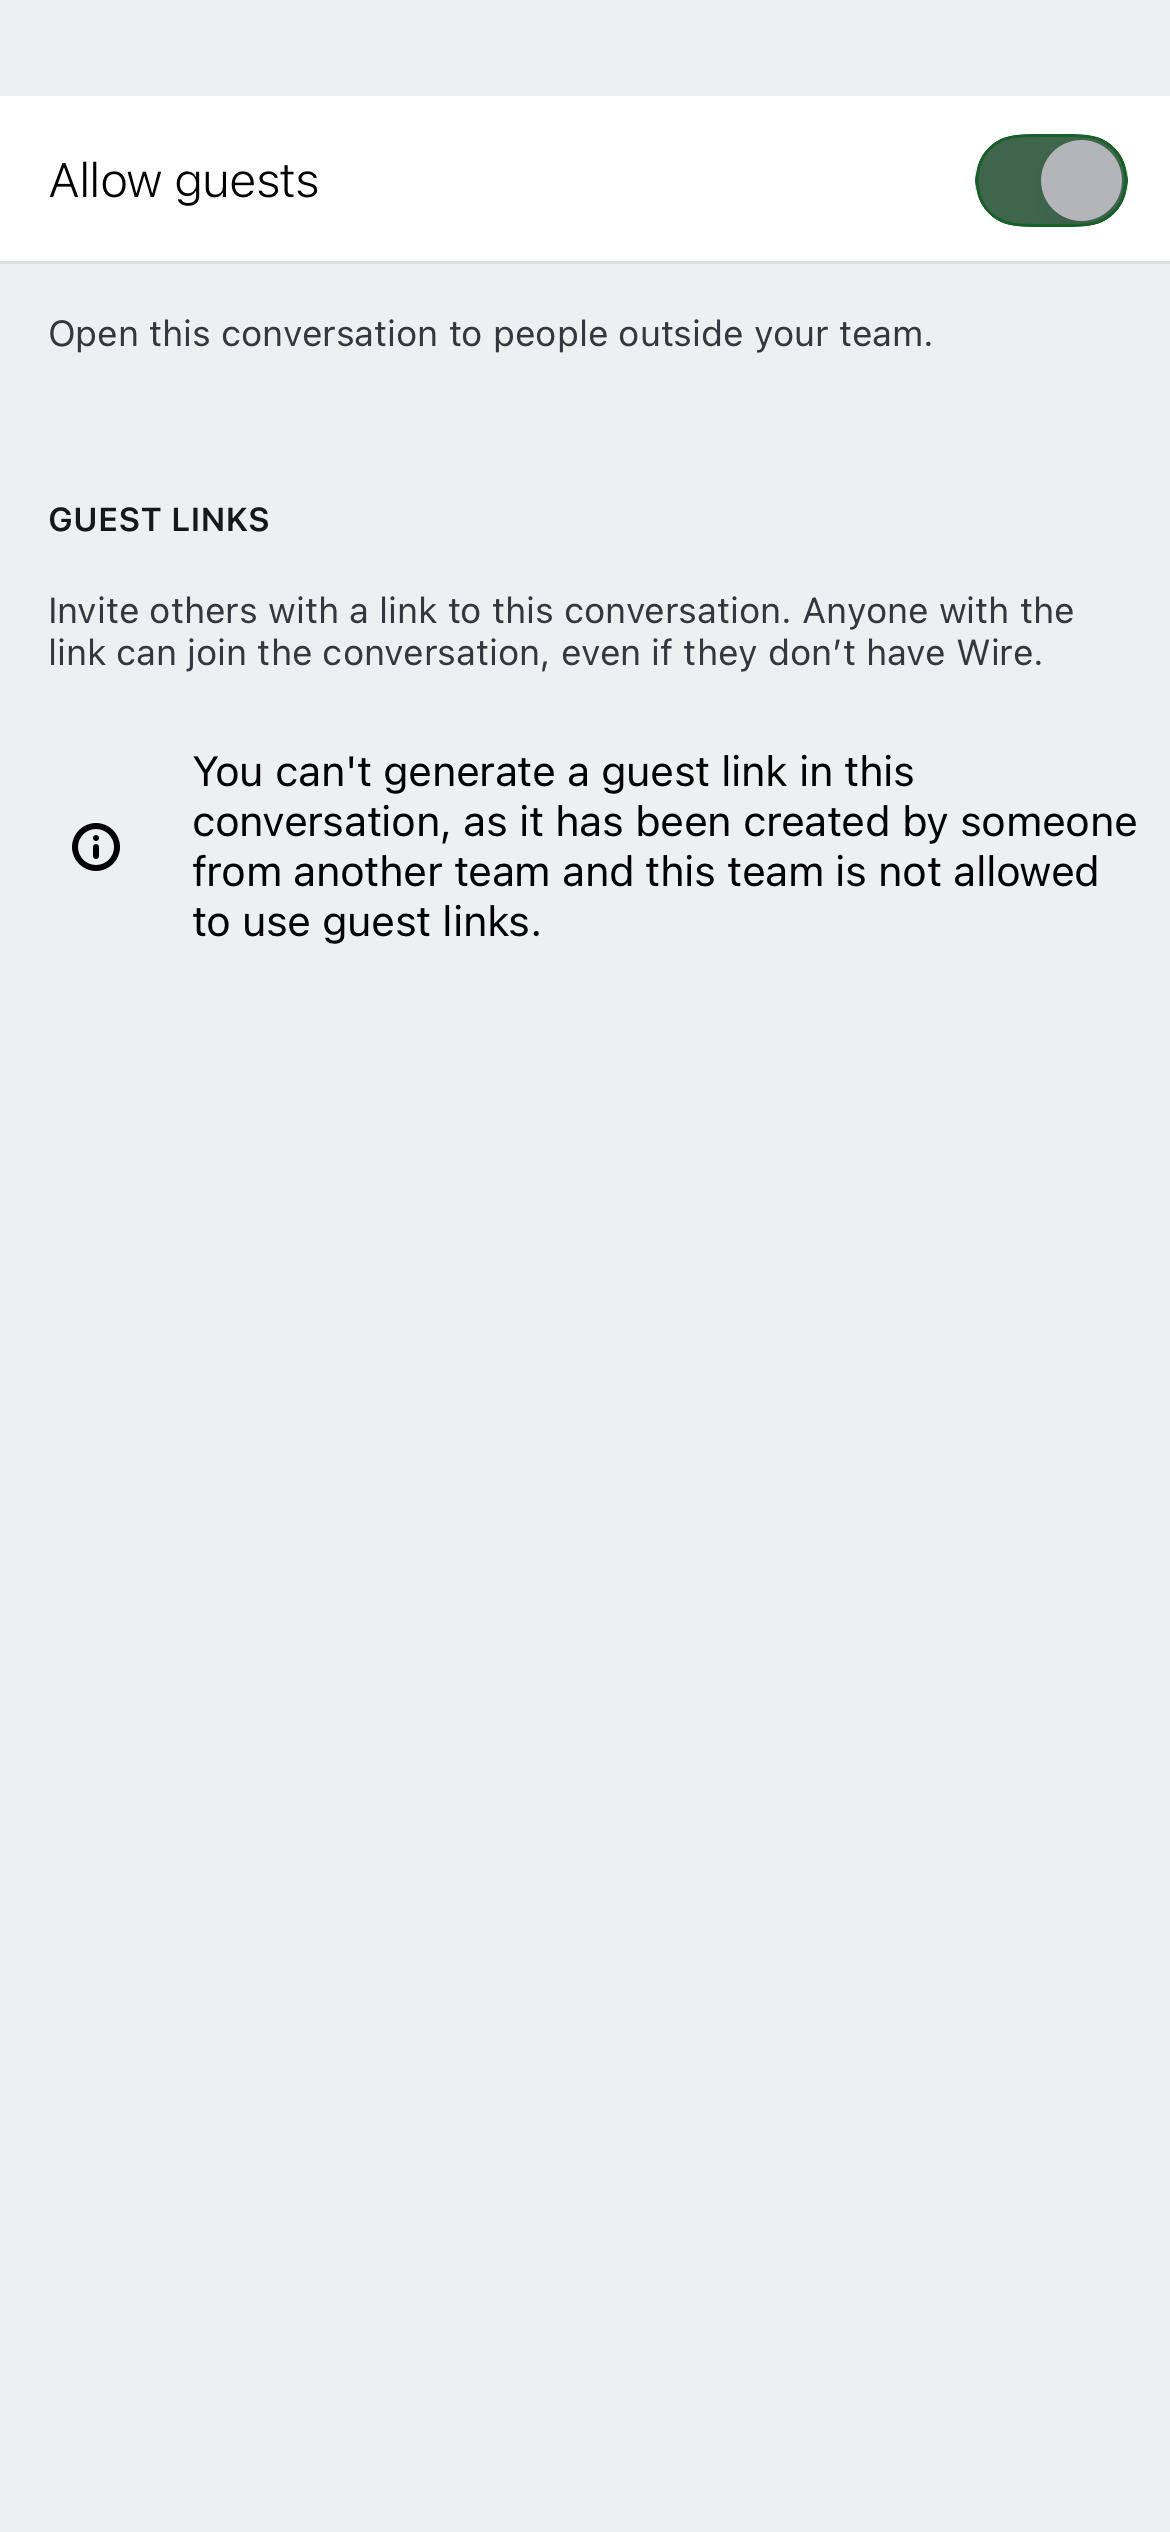 Allow guests
Open this conversation to people outside your team.
GUEST LINKS
Invite others with a link to this conversation. Anyone with the
link can join the conversation, even if they don’t have Wire.
You can't generate a guest link in this
conversation, as it has been created by someone
from another team and this team is not allowed
to use guest links.